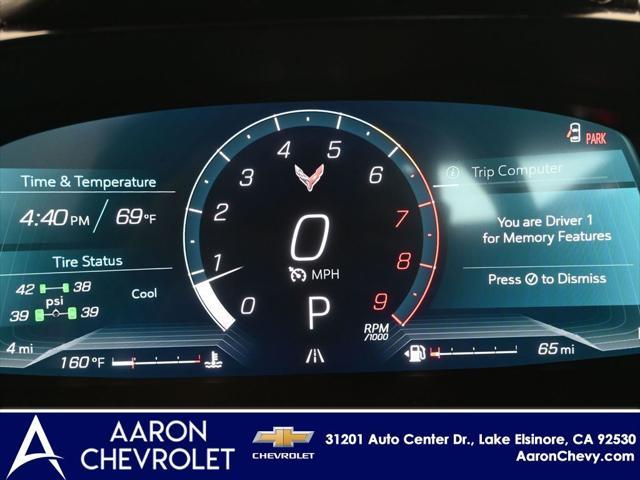 PARK
Time & Temperature
4:40 PM / 69°F
Tire Status
42 38
psi
39 39
Cool
4 mi
160 °F
0 1 2 3 4 5 6 7 8 9
0
MPH
P
RPM
/1000
Trip Computer
You are Driver 1
for Memory Features
Press ✓ to Dismiss
65 mi
AARON
CHEVROLET
CHEVROLET
31201 Auto Center Dr., Lake Elsinore, CA 92530
AaronChevy.com